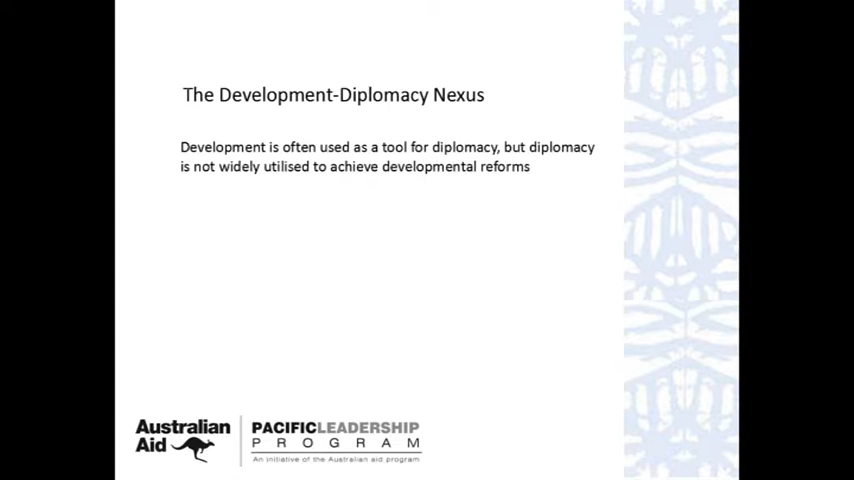 The Development-Diplomacy Nexus
Development is often used as a tool for diplomacy, but diplomacy
is not widely utilised to achieve developmental reforms
Australian
Aid
PACIFICLEADERSHIP
PROGRAM
An initiative of the Australian aid program